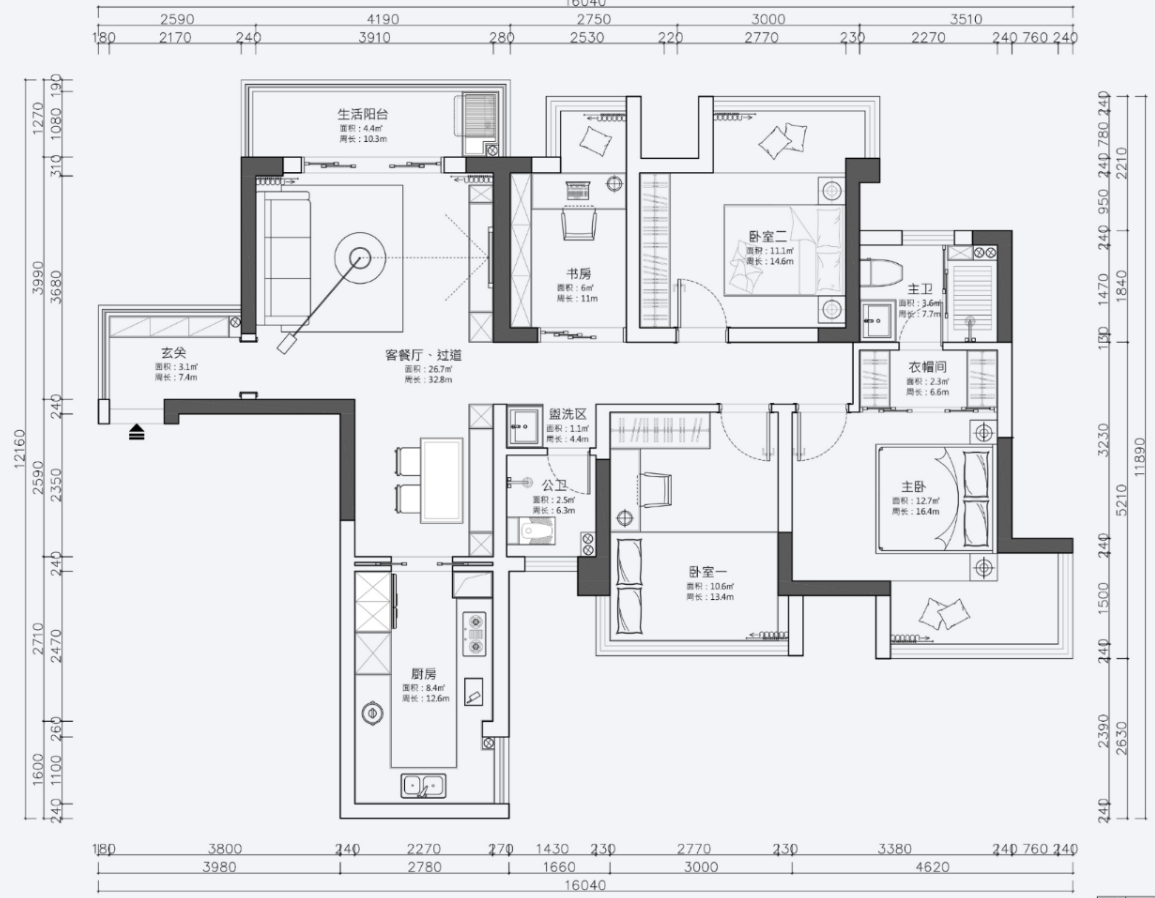 16040
2590 4190 2750 3000 3510
180 2170 240 3910 280 2530 220 2770 230 2270 240 760 240
190
1270 1080
310
3990 3680
240
12160
2590 2350
240
2710 2470
260
1600 1100
240
生活阳台
面积：4.4㎡
周长：10.3m
玄关
面积：3.1㎡
周长：7.4m
客餐厅、过道
面积：26.7㎡
周长：32.8m
书房
面积：6㎡
周长：11m
卧室二
面积：11.1㎡
周长：14.6m
主卫
面积：3.6㎡
周长：7.7m
衣帽间
面积：2.3㎡
周长：6.6m
盥洗区
面积：1.1㎡
周长：4.4m
公卫
面积：2.5㎡
周长：6.3m
主卧
面积：12.7㎡
周长：16.4m
卧室一
面积：10.6㎡
周长：13.4m
厨房
面积：8.4㎡
周长：12.6m
240
780 2210
240
950
240
1470 1840
3230
11890
5210
240
1500
240
2390 2630
240
180 3800 240 2270 270 1430 230 2770 230 3380 240 760 240
3980 2780 1660 3000 4620
16040